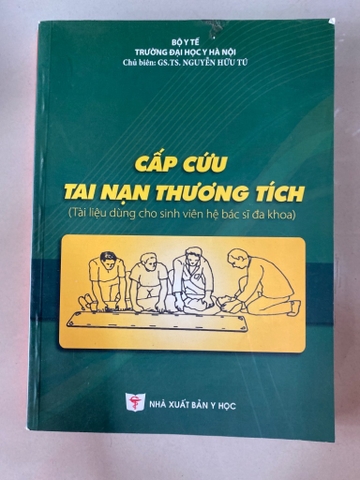 BỘ Y TẾ
TRƯỜNG ĐẠI HỌC Y HÀ NỘI
Chủ biên: GS.TS. NGUYỄN HỮU TÚ
CẤP CỨU
TAI NẠN THƯƠNG TÍCH
(Tài liệu dùng cho sinh viên hệ bác sĩ đa khoa)
NHÀ XUẤT BẢN Y HỌC